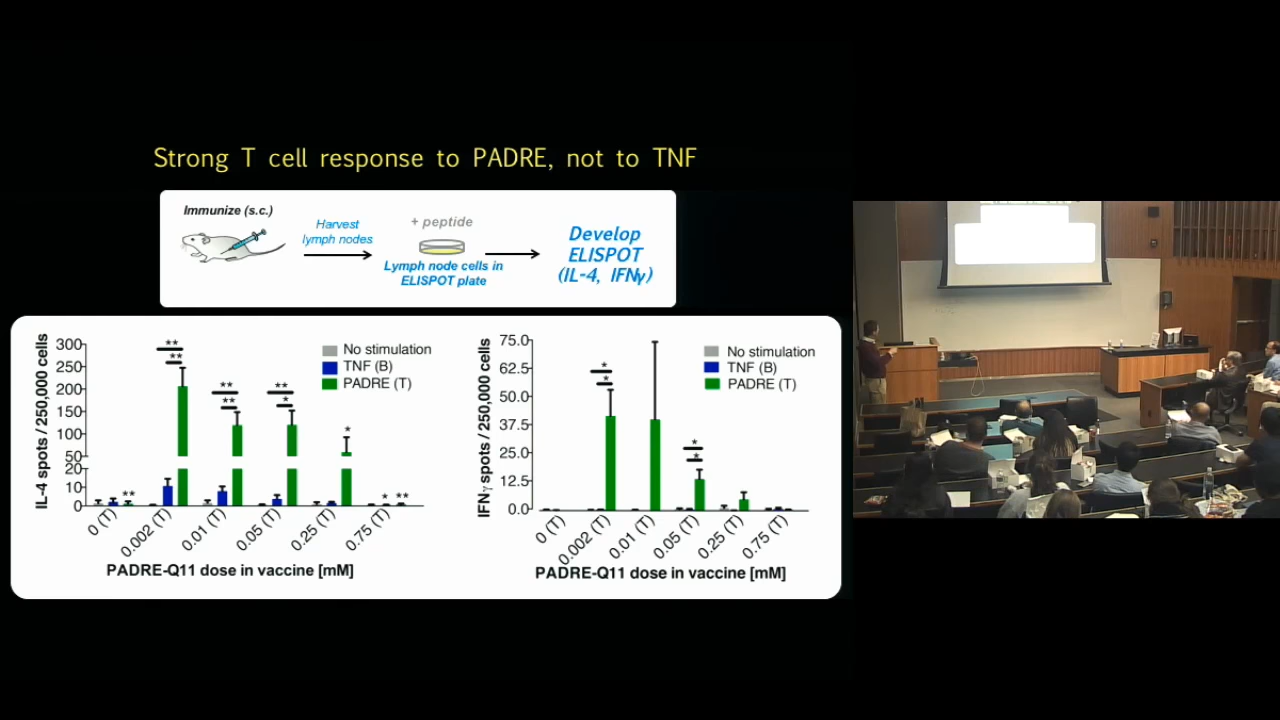 Strong T cell response to PADRE, not to TNF
Immunize (s.c.)
Harvest
lymph nodes
+ peptide
Lymph node cells in
ELISPOT plate
Develop
ELISPOT
(IL-4, IFNγ)
IL-4 spots / 250,000 cells
300
250
200
150
100
50
20
10
0
**
**
**
**
**
**
*
*
*
**
No stimulation
TNF (B)
PADRE (T)
0 (T)
0.002 (T)
0.01 (T)
0.05 (T)
0.25 (T)
0.75 (T)
PADRE-Q11 dose in vaccine [mM]
IFNγ spots / 250,000 cells
75.0
62.5
50.0
37.5
25.0
12.5
0.0
*
*
*
*
No stimulation
TNF (B)
PADRE (T)
0 (T)
0.002 (T)
0.01 (T)
0.05 (T)
0.25 (T)
0.75 (T)
PADRE-Q11 dose in vaccine [mM]